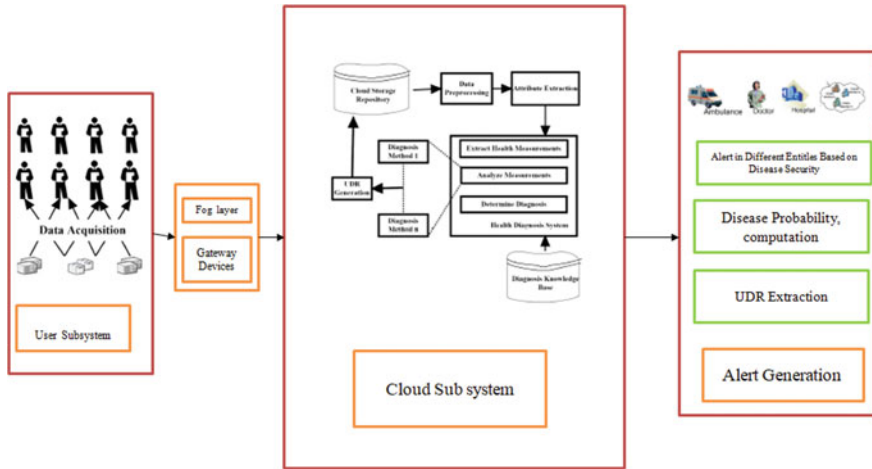 Data Acquisition
User Subsystem
Fog layer
Gateway
Devices
Cloud Storage
Repository
Data
Preprocessing
Attribute Extraction
Diagnosis
Method 1
UDR
Generation
Diagnosis
Method n
Extract Health Measurements
Analyze Measurements
Determine Diagnosis
Health Diagnosis System
Diagnosis Knowledge
Base
Cloud Sub system
Ambulance
Doctor
Hospital
Alert in Different Entitles Based on
Disease Security
Disease Probability,
computation
UDR Extraction
Alert Generation